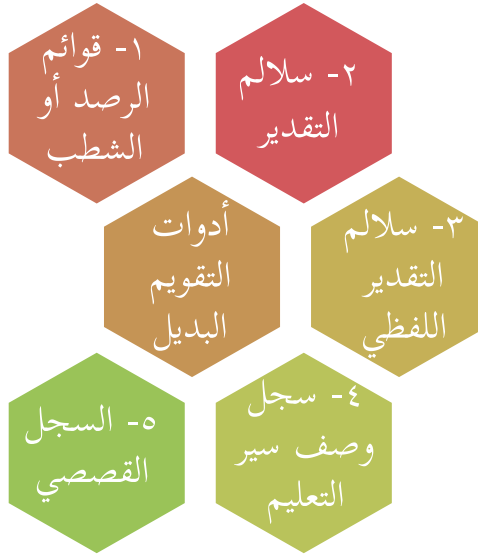 ١- قوائم
الرصد أو
الشطب
٢- سلالم
التقدير
أدوات
التقويم
البديل
٣- سلالم
التقدير
اللفظي
٤- سجل
وصف سير
التعليم
٥- السجل
القصصي